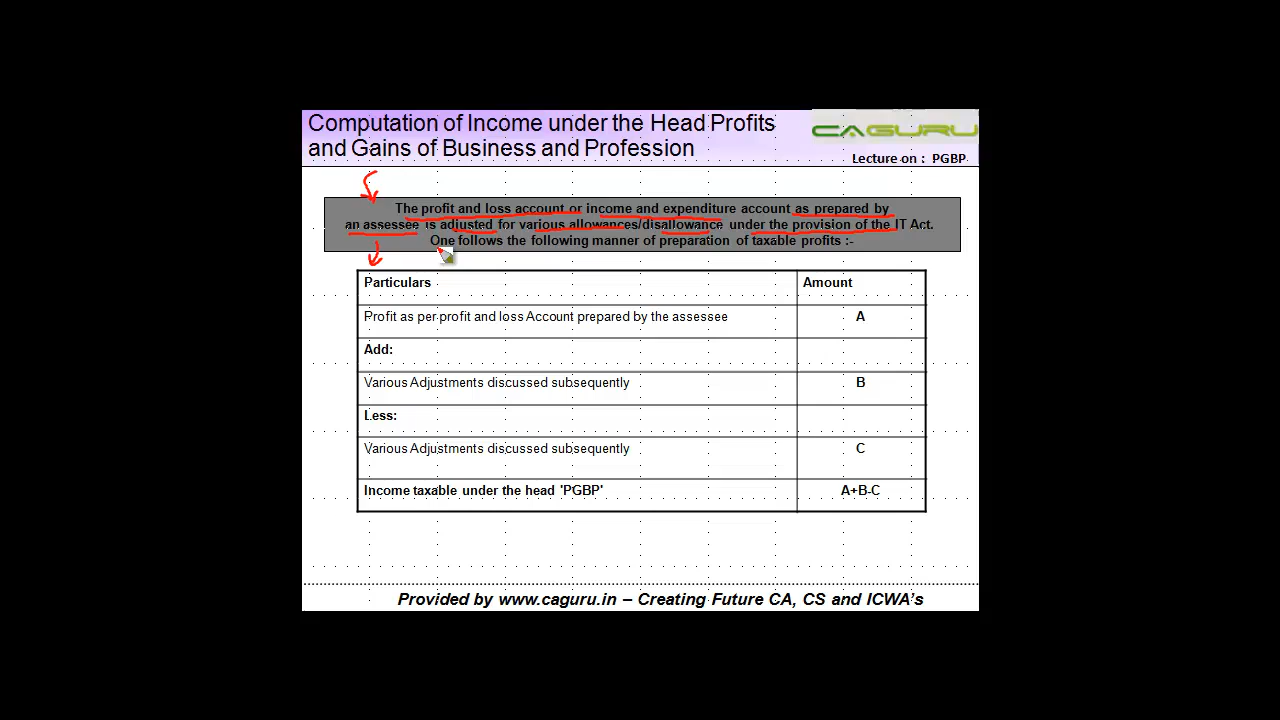 Computation of Income under the Head Profits
and Gains of Business and Profession
CAGURU
Lecture on : PGBP
The profit and loss account or income and expenditure account as prepared by
an assessee is adjusted for various allowances/disallowance under the provision of the IT Act.
One follows the following manner of preparation of taxable profits :-
Particulars Amount
Profit as per profit and loss Account prepared by the assessee A
Add:
Various Adjustments discussed subsequently B
Less:
Various Adjustments discussed subsequently C
Income taxable under the head 'PGBP' A+B-C
Provided by www.caguru.in – Creating Future CA, CS and ICWA's